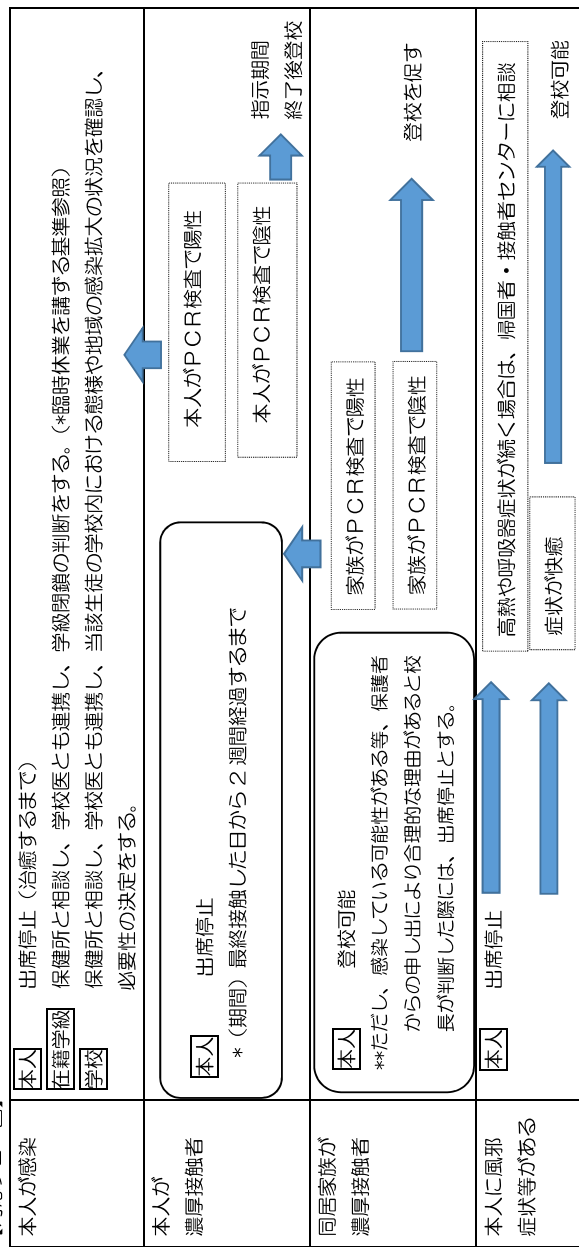 本人が感染
本人 出席停止（治癒するまで）
在籍学級 保健所と相談し、学校医とも連携し、学級閉鎖の判断をする。（*臨時休業を講ずる基準参照）
学校 保健所と相談し、学校医とも連携し、当該生徒の学校内における態様や地域の感染拡大の状況を確認し、
必要性の決定をする。
本人が
濃厚接触者
本人 出席停止
*（期間）最終接触した日から２週間経過するまで
本人がＰＣＲ検査で陽性
本人がＰＣＲ検査で陰性
指示期間
終了後登校
同居家族が
濃厚接触者
本人 登校可能
**ただし、感染している可能性がある等、保護者
からの申し出により合理的な理由があると校
長が判断した際には、出席停止とする。
家族がＰＣＲ検査で陽性
家族がＰＣＲ検査で陰性
登校を促す
本人に風邪
症状等がある
本人 出席停止
高熱や呼吸器症状が続く場合は、帰国者・接触者センターに相談
症状が快癒
登校可能